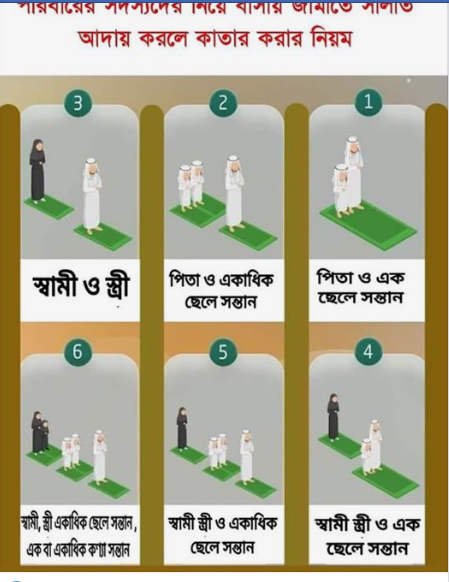 পরিবারের সদস্যদের নিয়ে বাসায় জামাতে সালাত
আদায় করলে কাতার করার নিয়ম
3
2
1
স্বামী ও স্ত্রী
পিতা ও একাধিক
ছেলে সন্তান
পিতা ও এক
ছেলে সন্তান
6
5
4
স্বামী, স্ত্রী একাধিক ছেলে সন্তান,
এক বা একাধিক কণ্যা সন্তান
স্বামী স্ত্রী ও একাধিক
ছেলে সন্তান
স্বামী স্ত্রী ও এক
ছেলে সন্তান